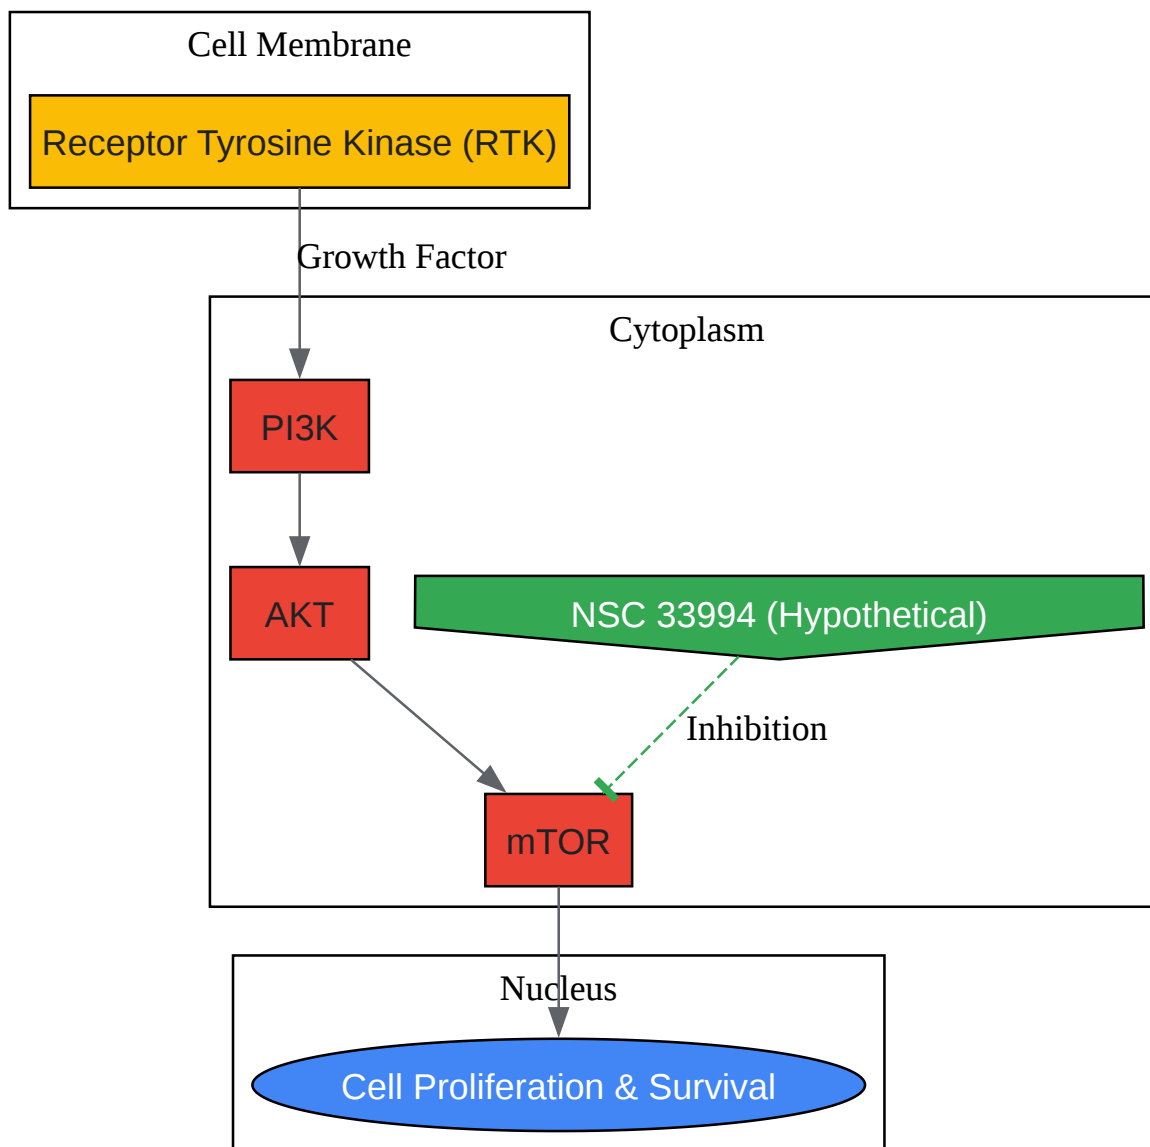 Cell Membrane
Receptor Tyrosine Kinase (RTK)
Growth Factor
Cytoplasm
PI3K
AKT
NSC 33994 (Hypothetical)
Inhibition
mTOR
Nucleus
Cell Proliferation & Survival